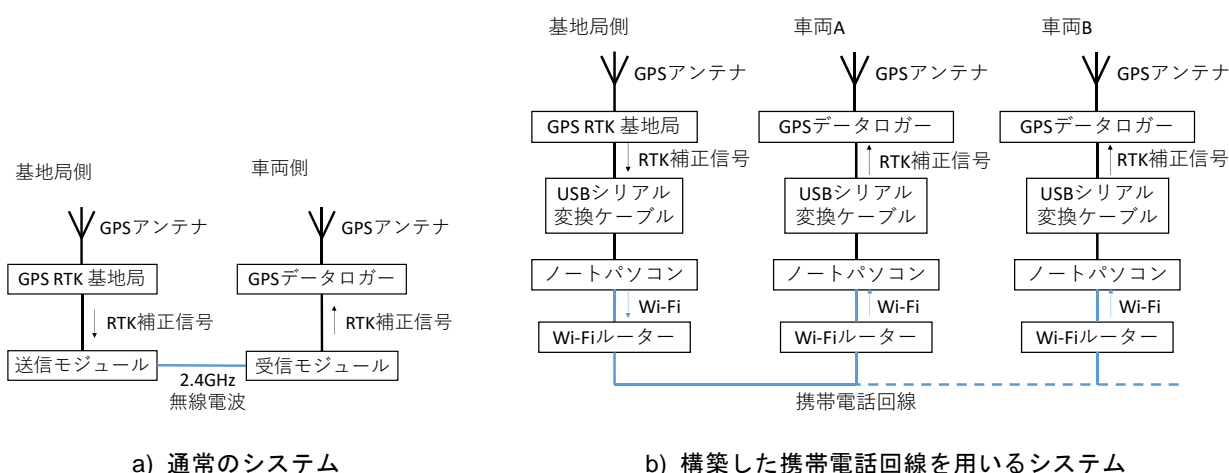 基地局側
車両側
GPSアンテナ
GPSアンテナ
GPS RTK 基地局
GPSデータロガー
RTK補正信号
RTK補正信号
送信モジュール
受信モジュール
2.4GHz
無線電波
a) 通常のシステム
基地局側
車両A
車両B
GPSアンテナ
GPSアンテナ
GPSアンテナ
GPS RTK 基地局
GPSデータロガー
GPSデータロガー
RTK補正信号
RTK補正信号
RTK補正信号
USBシリアル
変換ケーブル
USBシリアル
変換ケーブル
USBシリアル
変換ケーブル
ノートパソコン
ノートパソコン
ノートパソコン
Wi-Fi
Wi-Fi
Wi-Fi
Wi-Fiルーター
Wi-Fiルーター
Wi-Fiルーター
携帯電話回線
b) 構築した携帯電話回線を用いるシステム